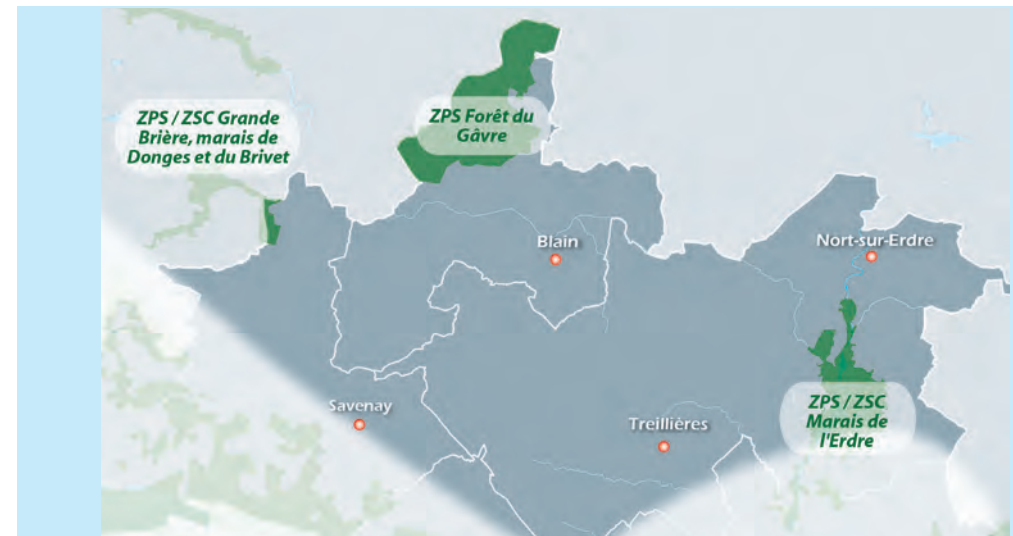 ZPS / ZSC Grande
Brière, marais de
Donges et du Brivet
ZPS Forêt du
Gâvre
Blain
Nort-sur-Erdre
Savenay
Treillières
ZPS / ZSC
Marais de
l'Erdre